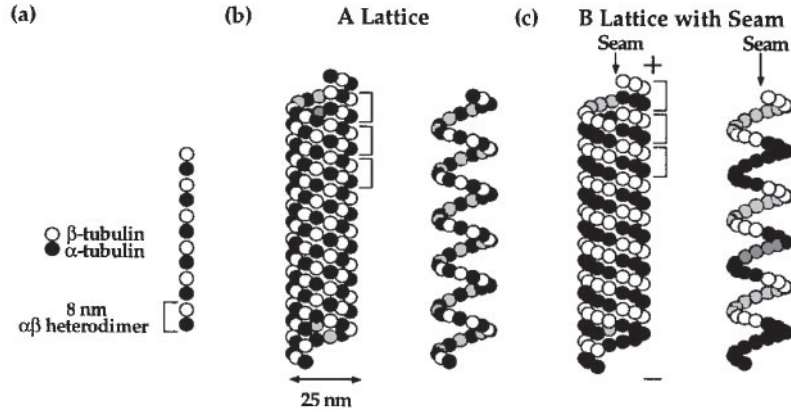 (a)
(b)
A Lattice
(c)
B Lattice with Seam
Seam
+
Seam
β-tubulin
α-tubulin
8 nm
αβ heterodimer
25 nm
−